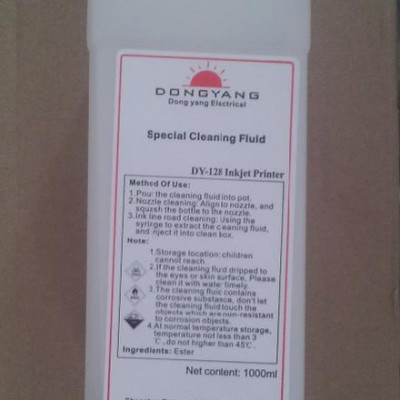 DONGYANG
Dong yang Electrical
Special Cleaning Fluid
DY-128 Inkjet Printer
Method Of Use:
1.Pour the cleaning fluid into pot.
2.Nozzle cleaning: Align to nozzle, and
squash the bottle to the nozzle.
3.Ink line road cleaning: Using the
syringe to extract the cleaning fluid,
and inject it into clean box.
Note:
1.Storage location: children
cannot reach.
2.If the cleaning fluid dripped to
the eyes or skin surface, Please
clean it with water timely.
3.The cleaning fluid contains
corrosive substance, don't let
the cleaning fluid touch the
objects which are non-resistant
to corrosion objects.
4.At normal temperature storage,
temperature not less than 3
℃,do not higher than 45℃.
Ingredients: Ester
Net content: 1000ml